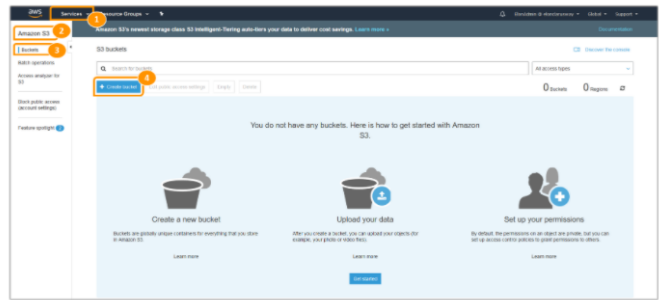 aws
Services
1
Resource Groups
Global
Support
Amazon S3
2
Amazon S3's newest storage class S3 Intelligent-Tiering auto-tiers your data to deliver cost savings. Learn more »
Documentation
Buckets
3
Batch operations
Access analyzer for
S3
Block public access
(account settings)
Feature spotlight
S3 buckets
Discover the console
Search for buckets
All access types
4
+ Create bucket
Edit public access settings
Empty
Delete
0 Buckets
0 Regions
You do not have any buckets. Here is how to get started with Amazon
S3.
Create a new bucket
Buckets are globally unique containers for everything that you store
in Amazon S3.
Learn more
Upload your data
After you create a bucket, you can upload your objects (for
example, your photo or video files).
Learn more
Set up your permissions
By default, the permissions on an object are private, but you can
set up access control policies to grant permissions to others.
Learn more
Get started